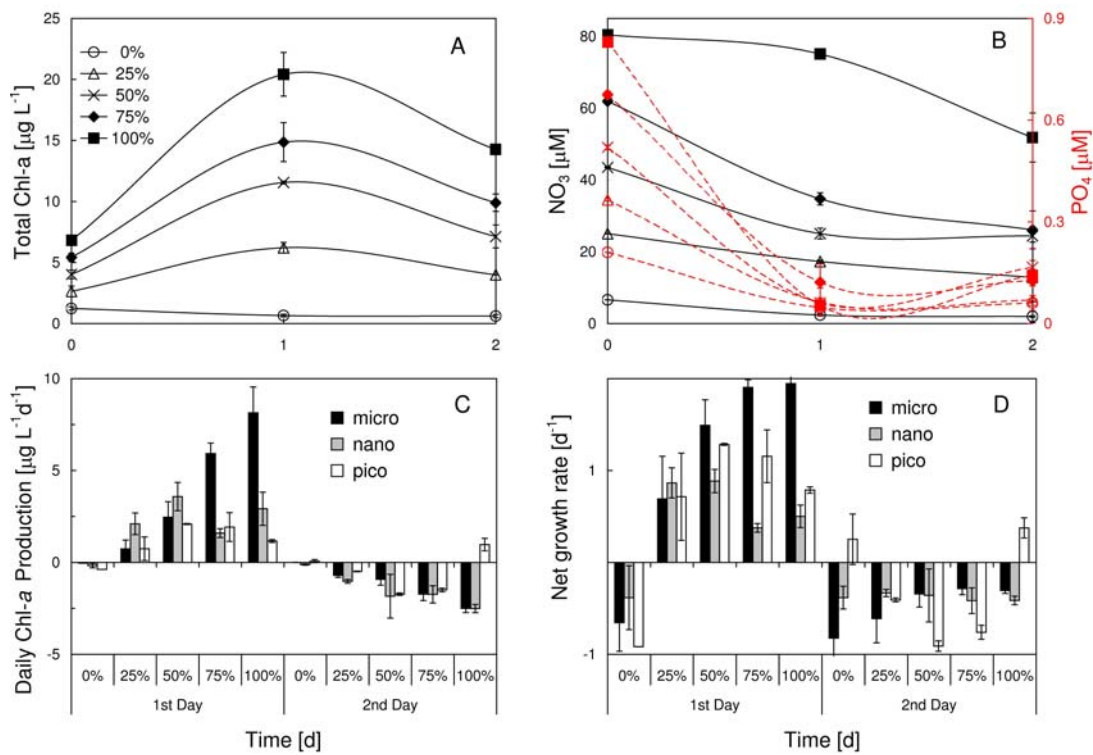 A
Total Chl-a [µg L⁻¹]
25
20
15
10
5
0
0 1 2
0%
25%
50%
75%
100%
B
NO₃ [µM]
80
60
40
20
0
0 1 2
PO₄ [µM]
0.9
0.6
0.3
0
C
Daily Chl-a Production [µg L⁻¹d⁻¹]
10
5
0
-5
micro
nano
pico
0% 25% 50% 75% 100% 0% 25% 50% 75% 100%
1st Day 2nd Day
Time [d]
D
Net growth rate [d⁻¹]
1
-1
micro
nano
pico
0% 25% 50% 75% 100% 0% 25% 50% 75% 100%
1st Day 2nd Day
Time [d]